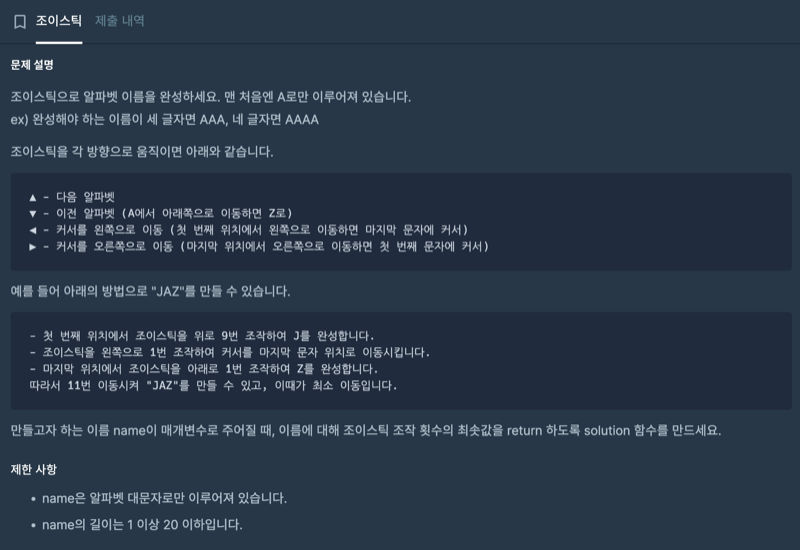 조이스틱 제출 내역
문제 설명
조이스틱으로 알파벳 이름을 완성하세요. 맨 처음엔 A로만 이루어져 있습니다.
ex) 완성해야 하는 이름이 세 글자면 AAA, 네 글자면 AAAA
조이스틱을 각 방향으로 움직이면 아래와 같습니다.
▲ - 다음 알파벳
▼ - 이전 알파벳 (A에서 아래쪽으로 이동하면 Z로)
◀ - 커서를 왼쪽으로 이동 (첫 번째 위치에서 왼쪽으로 이동하면 마지막 문자에 커서)
▶ - 커서를 오른쪽으로 이동 (마지막 위치에서 오른쪽으로 이동하면 첫 번째 문자에 커서)
예를 들어 아래의 방법으로 "JAZ"를 만들 수 있습니다.
- 첫 번째 위치에서 조이스틱을 위로 9번 조작하여 J를 완성합니다.
- 조이스틱을 왼쪽으로 1번 조작하여 커서를 마지막 문자 위치로 이동시킵니다.
- 마지막 위치에서 조이스틱을 아래로 1번 조작하여 Z를 완성합니다.
따라서 11번 이동시켜 "JAZ"를 만들 수 있고, 이때가 최소 이동입니다.
만들고자 하는 이름 name이 매개변수로 주어질 때, 이름에 대해 조이스틱 조작 횟수의 최솟값을 return 하도록 solution 함수를 만드세요.
제한 사항
• name은 알파벳 대문자로만 이루어져 있습니다.
• name의 길이는 1 이상 20 이하입니다.